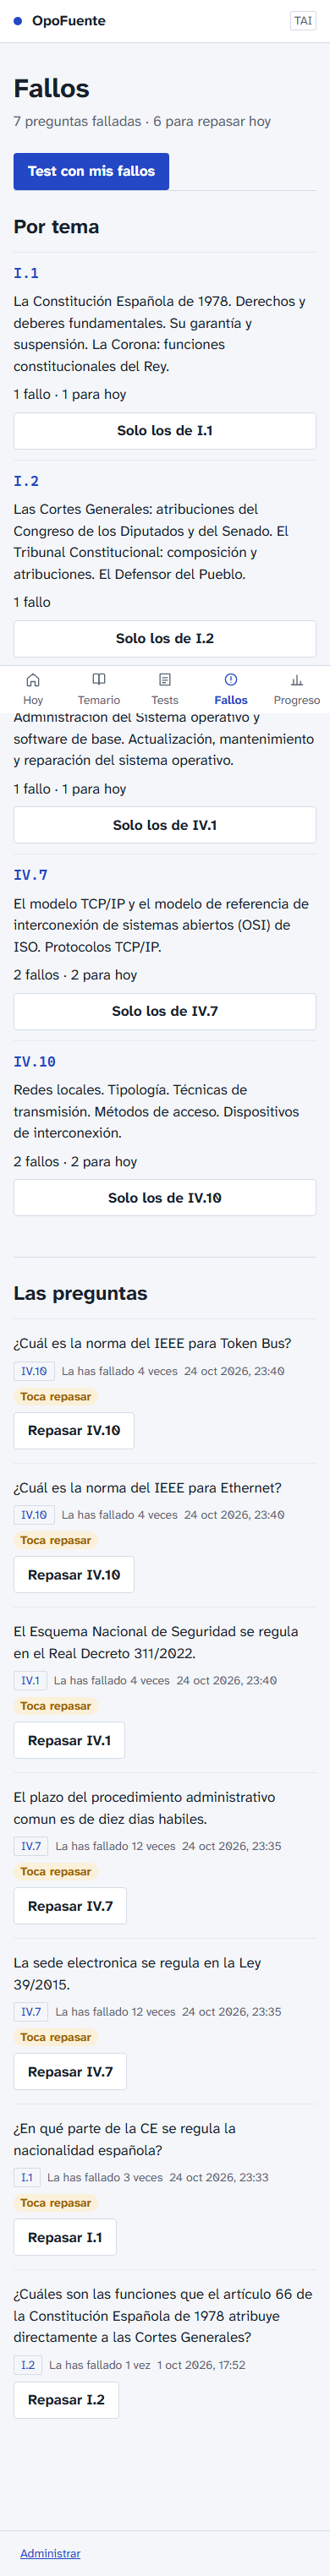 OpoFuente
TAI
Fallos
7 preguntas falladas · 6 para repasar hoy
Test con mis fallos
Por tema
I.1
La Constitución Española de 1978. Derechos y
deberes fundamentales. Su garantía y
suspensión. La Corona: funciones
constitucionales del Rey.
1 fallo · 1 para hoy
Solo los de I.1
I.2
Las Cortes Generales: atribuciones del
Congreso de los Diputados y del Senado. El
Tribunal Constitucional: composición y
atribuciones. El Defensor del Pueblo.
1 fallo
Solo los de I.2
Hoy
Temario
Tests
Fallos
Progreso
Administración del Sistema operativo y
software de base. Actualización, mantenimiento
y reparación del sistema operativo.
1 fallo · 1 para hoy
Solo los de IV.1
IV.7
El modelo TCP/IP y el modelo de referencia de
interconexión de sistemas abiertos (OSI) de
ISO. Protocolos TCP/IP.
2 fallos · 2 para hoy
Solo los de IV.7
IV.10
Redes locales. Tipología. Técnicas de
transmisión. Métodos de acceso. Dispositivos
de interconexión.
2 fallos · 2 para hoy
Solo los de IV.10
Las preguntas
¿Cuál es la norma del IEEE para Token Bus?
IV.10 La has fallado 4 veces 24 oct 2026, 23:40
Toca repasar
Repasar IV.10
¿Cuál es la norma del IEEE para Ethernet?
IV.10 La has fallado 4 veces 24 oct 2026, 23:40
Toca repasar
Repasar IV.10
El Esquema Nacional de Seguridad se regula
en el Real Decreto 311/2022.
IV.1 La has fallado 4 veces 24 oct 2026, 23:40
Toca repasar
Repasar IV.1
El plazo del procedimiento administrativo
comun es de diez dias habiles.
IV.7 La has fallado 12 veces 24 oct 2026, 23:35
Toca repasar
Repasar IV.7
La sede electronica se regula en la Ley
39/2015.
IV.7 La has fallado 12 veces 24 oct 2026, 23:35
Toca repasar
Repasar IV.7
¿En qué parte de la CE se regula la
nacionalidad española?
I.1 La has fallado 3 veces 24 oct 2026, 23:33
Toca repasar
Repasar I.1
¿Cuáles son las funciones que el artículo 66 de
la Constitución Española de 1978 atribuye
directamente a las Cortes Generales?
I.2 La has fallado 1 vez 1 oct 2026, 17:52
Repasar I.2
Administrar